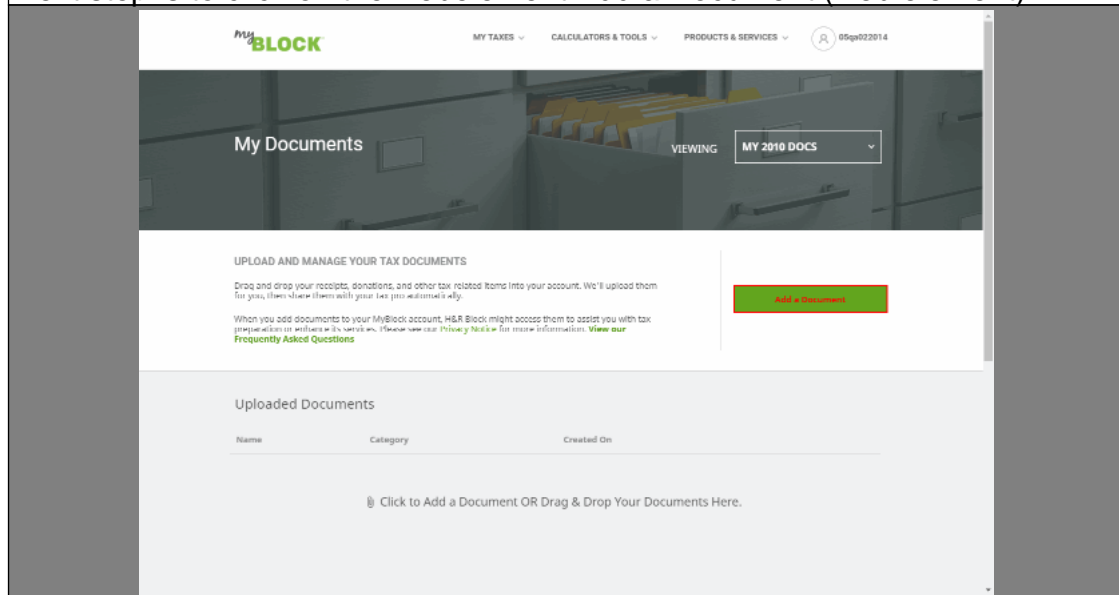 my BLOCK
MY TAXES
CALCULATORS & TOOLS
PRODUCTS & SERVICES
05qa022014
My Documents
VIEWING
MY 2010 DOCS
UPLOAD AND MANAGE YOUR TAX DOCUMENTS
Drag and drop your receipts, donations, and other tax related items into your account. We'll upload them
for you, then share them with your tax pro automatically.
Add a Document
When you add documents to your MyBlock account, H&R Block might access them to assist you with tax
preparation or enhance its services. Please see our Privacy Notice for more information. View our
Frequently Asked Questions
Uploaded Documents
Name Category Created On
Click to Add a Document OR Drag & Drop Your Documents Here.